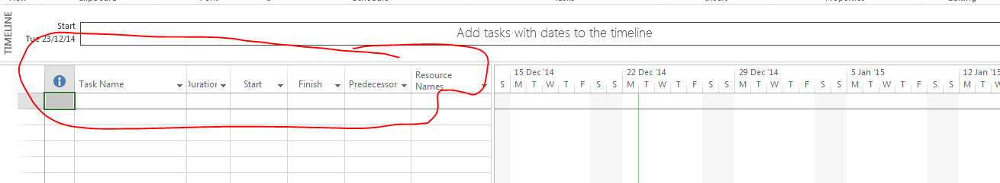 TIMELINE
Start
Tue 23/12/14
Add tasks with dates to the timeline
Task Name
Duration
Start
Finish
Predecessor
Resource
Names
15 Dec '14
22 Dec '14
29 Dec '14
5 Jan '15
12 Jan '15
S M T W T F S S M T W T F S S M T W T F S S M T W T F S S M T W